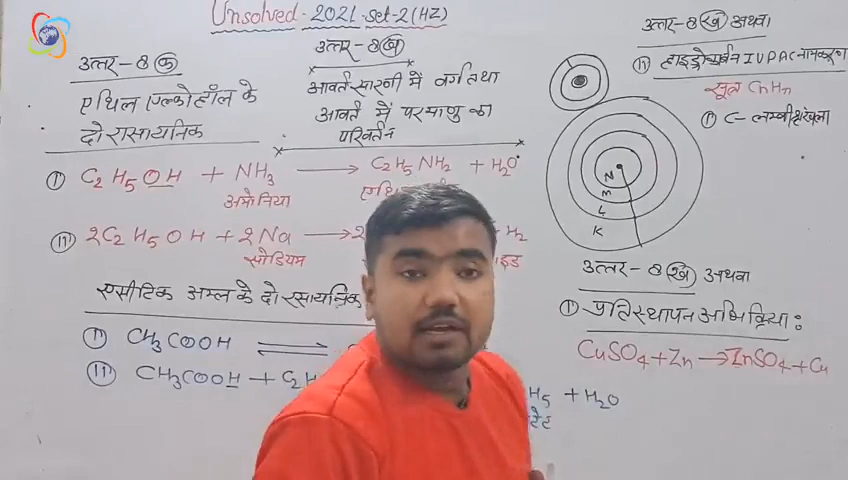 Unsolved-2021-set-2(HZ)
उत्तर-8(क)
एथिल एल्कोहॉल के
दो रासायनिक
(i) C2H5OH + NH3 → C2H5NH2 + H2O
अमोनिया
(ii) 2C2H5OH + 2Na → + H2
सोडियम
एसीटिक अम्ल के दो रसायनिक
(i) CH3COOH ⇌
(ii) CH3COOH + C2H H5 + H2O
उत्तर-8(ख)
आवर्त सारणी में वर्ग तथा
आवर्त में परमाणु का
परिवर्तन
उत्तर-8(ख) अथवा
(ii) हाइड्रोकार्बन IUPAC नामकरण
सूत्र CnHn
(i) C- लम्बी श्रृंखला
N
M
L
K
उत्तर-8(ख) अथवा
(i) प्रतिस्थापन अभिक्रिया:
CuSO4+Zn→ZnSO4+Cu